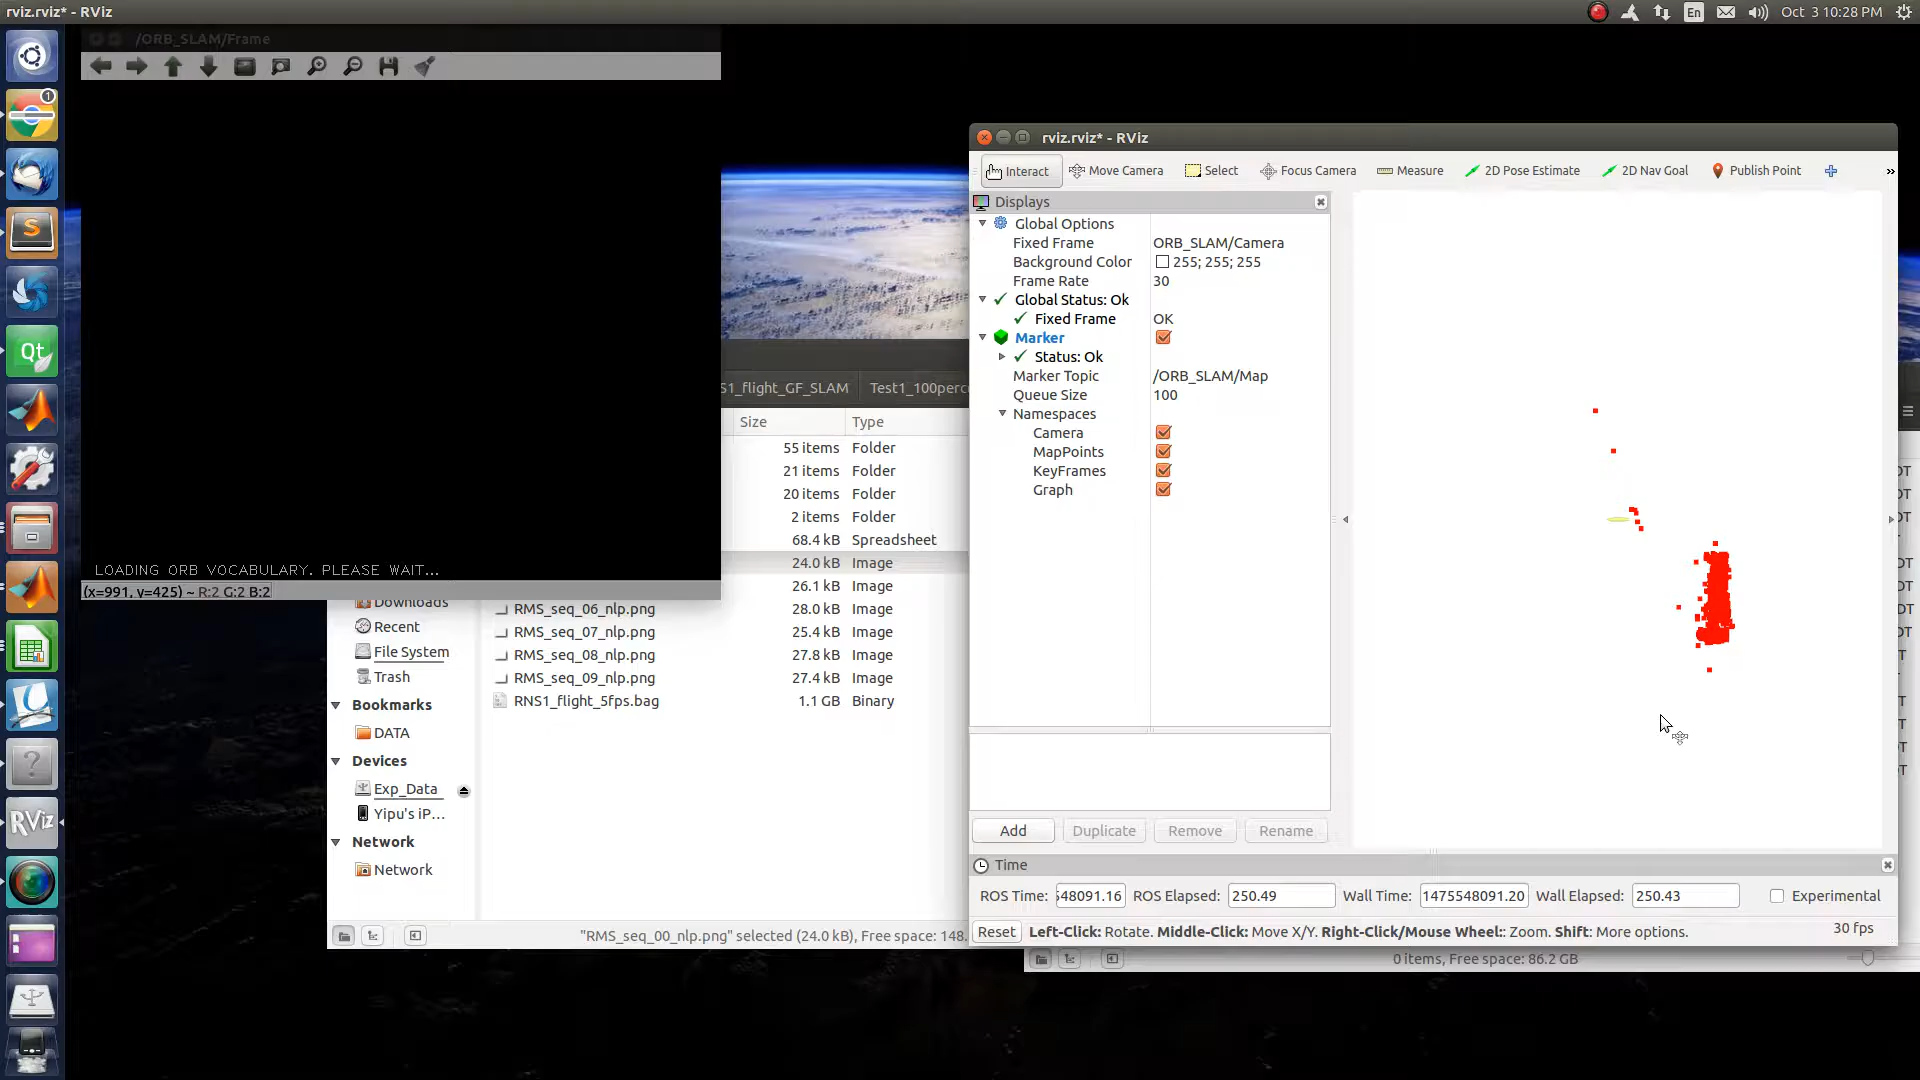 rviz.rviz* - RViz
En
Oct 3 10:28 PM
/ORB_SLAM/Frame
LOADING ORB VOCABULARY. PLEASE WAIT...
(x=991, y=425) ~ R:2 G:2 B:2
1
S
Qt
RViz
?
S1_flight_GF_SLAM
Test1_100perc
Size Type
55 items Folder
21 items Folder
20 items Folder
2 items Folder
68.4 kB Spreadsheet
24.0 kB Image
26.1 kB Image
RMS_seq_06_nlp.png 28.0 kB Image
RMS_seq_07_nlp.png 25.4 kB Image
RMS_seq_08_nlp.png 27.8 kB Image
RMS_seq_09_nlp.png 27.4 kB Image
RNS1_flight_5fps.bag 1.1 GB Binary
Downloads
Recent
File System
Trash
Bookmarks
DATA
Devices
Exp_Data
Yipu's iP...
Network
Network
"RMS_seq_00_nlp.png" selected (24.0 kB), Free space: 148.
rviz.rviz* - RViz
Interact Move Camera Select Focus Camera Measure 2D Pose Estimate 2D Nav Goal Publish Point »
Displays
Global Options
Fixed Frame ORB_SLAM/Camera
Background Color 255; 255; 255
Frame Rate 30
Global Status: Ok
Fixed Frame OK
Marker
Status: Ok
Marker Topic /ORB_SLAM/Map
Queue Size 100
Namespaces
Camera
MapPoints
KeyFrames
Graph
Add Duplicate Remove Rename
Time
ROS Time: 548091.16 ROS Elapsed: 250.49 Wall Time: 1475548091.20 Wall Elapsed: 250.43 Experimental
Reset Left-Click: Rotate. Middle-Click: Move X/Y. Right-Click/Mouse Wheel:: Zoom. Shift: More options. 30 fps
0 items, Free space: 86.2 GB